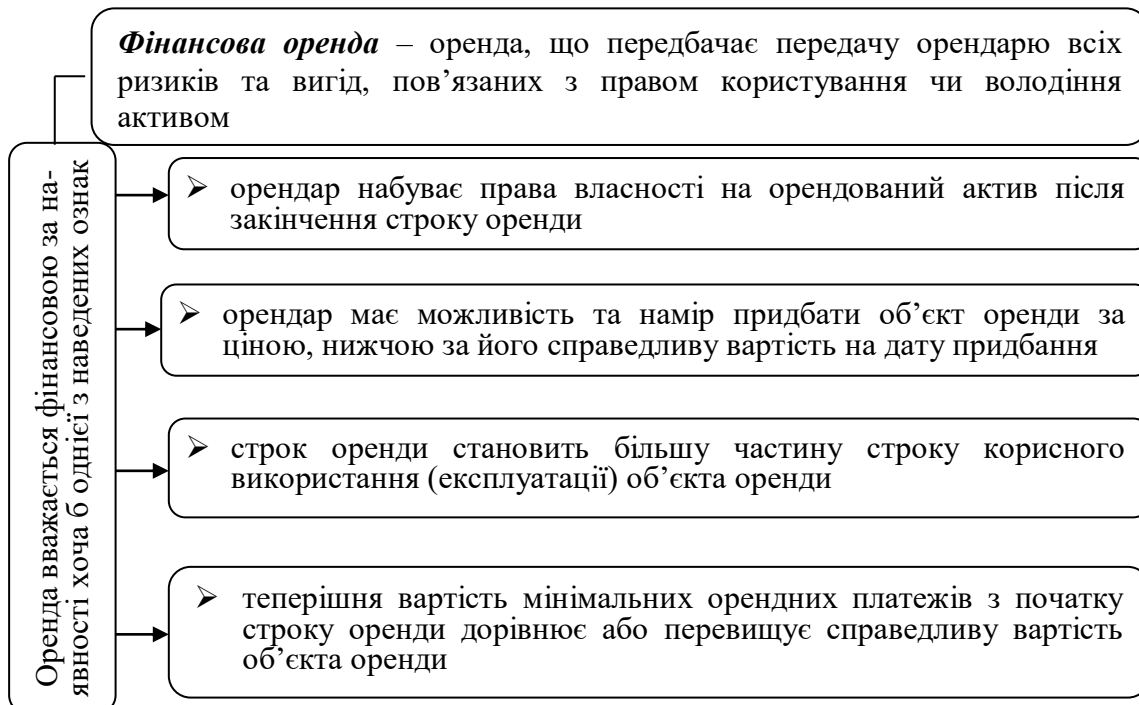 Фінансова оренда – оренда, що передбачає передачу орендарю всіх
ризиків та вигід, пов’язаних з правом користування чи володіння
активом
Оренда вважається фінансовою за на-
явності хоча б однієї з наведених ознак
➢ орендар набуває права власності на орендований актив після
закінчення строку оренди
➢ орендар має можливість та намір придбати об’єкт оренди за
ціною, нижчою за його справедливу вартість на дату придбання
➢ строк оренди становить більшу частину строку корисного
використання (експлуатації) об’єкта оренди
➢ теперішня вартість мінімальних орендних платежів з початку
строку оренди дорівнює або перевищує справедливу вартість
об’єкта оренди